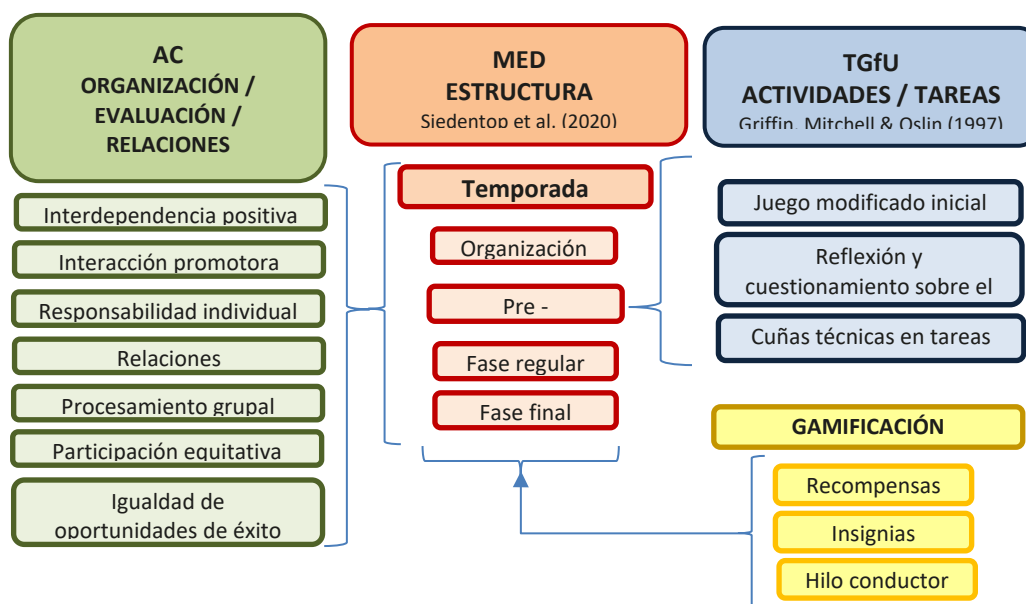 AC
ORGANIZACIÓN /
EVALUACIÓN /
RELACIONES
Interdependencia positiva
Interacción promotora
Responsabilidad individual
Relaciones
Procesamiento grupal
Participación equitativa
Igualdad de
oportunidades de éxito
MED
ESTRUCTURA
Siedentop et al. (2020)
Temporada
Organización
Pre -
Fase regular
Fase final
TGfU
ACTIVIDADES / TAREAS
Griffin, Mitchell & Oslin (1997)
Juego modificado inicial
Reflexión y
cuestionamiento sobre el
Cuñas técnicas en tareas
GAMIFICACIÓN
Recompensas
Insignias
Hilo conductor